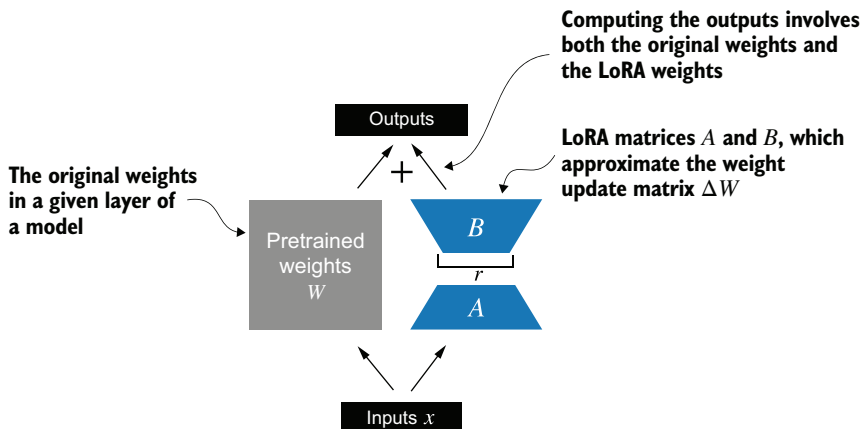 Computing the outputs involves
both the original weights and
the LoRA weights
Outputs
LoRA matrices A and B, which
approximate the weight
update matrix ΔW
+
The original weights
in a given layer of
a model
Pretrained
weights
W
B
r
A
Inputs x